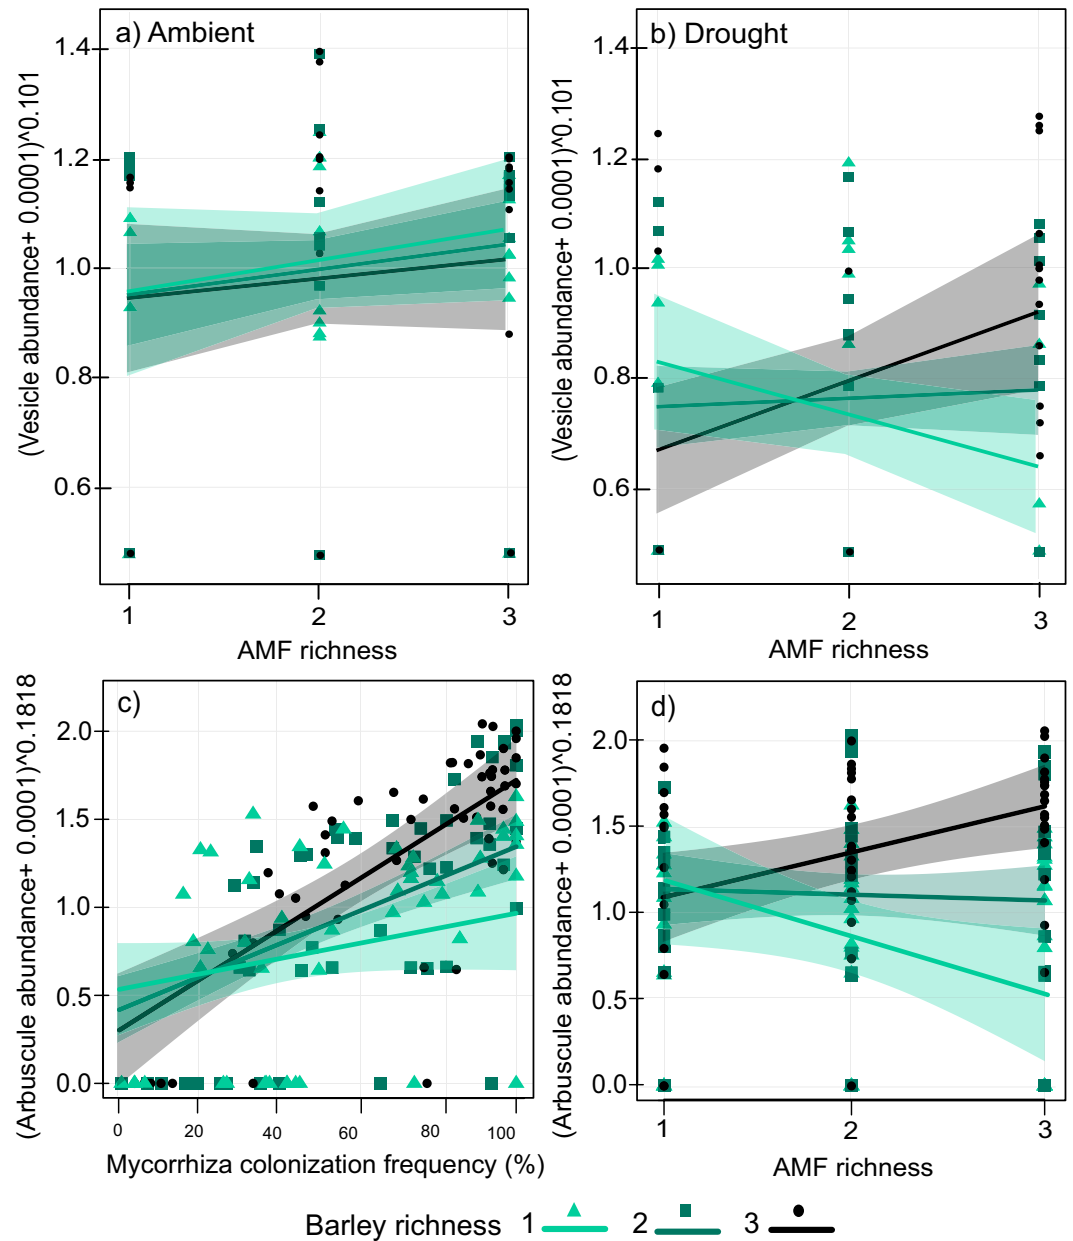 a) Ambient
(Vesicle abundance+ 0.0001)^0.101
1.4
1.2
1.0
0.8
0.6
1 2 3
AMF richness
b) Drought
(Vesicle abundance+ 0.0001)^0.101
1.4
1.2
1.0
0.8
0.6
1 2 3
AMF richness
c)
(Arbuscule abundance+ 0.0001)^0.1818
2.0
1.5
1.0
0.5
0.0
0 20 40 60 80 100
Mycorrhiza colonization frequency (%)
d)
(Arbuscule abundance+ 0.0001)^0.1818
2.0
1.5
1.0
0.5
0.0
1 2 3
AMF richness
Barley richness 1 2 3